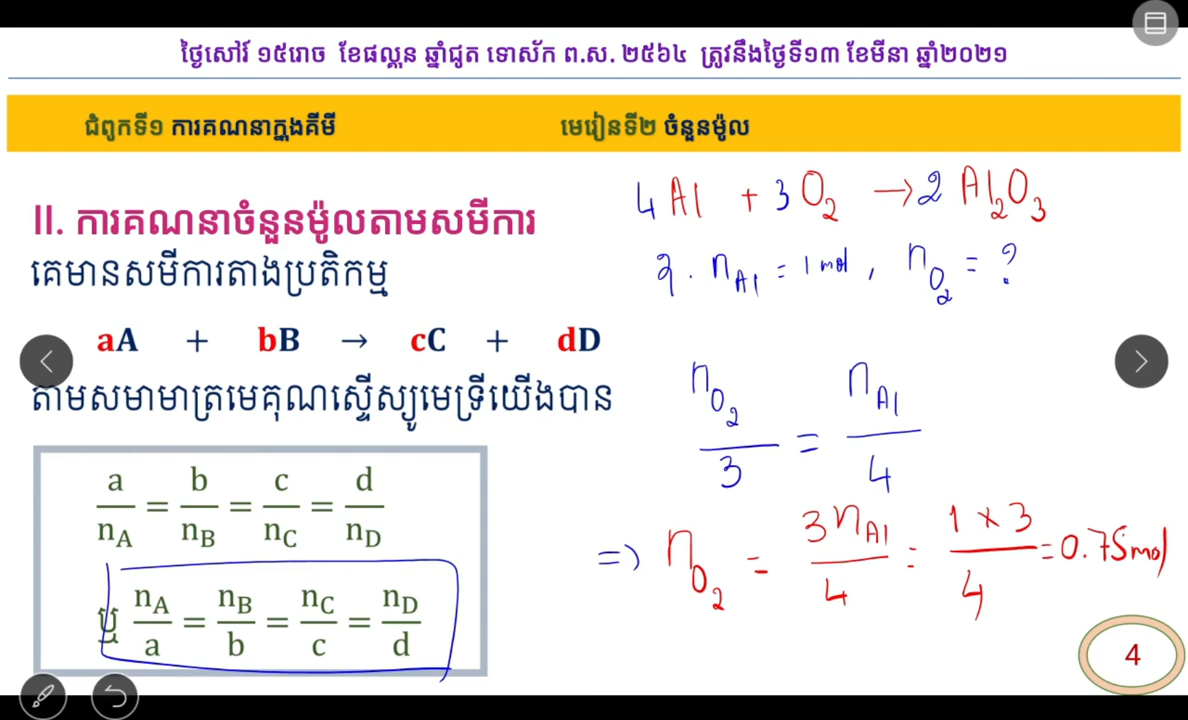 ថ្ងៃសៅរ៍ ១៥រោច ខែផល្គុន ឆ្នាំជូត ទោស័ក ព.ស. ២៥៦៤ ត្រូវនឹងថ្ងៃទី១៣ ខែមីនា ឆ្នាំ២០២១
ជំពូកទី១ ការគណនាក្នុងគីមី
មេរៀនទី២ ចំនួនម៉ូល
II. ការគណនាចំនួនម៉ូលតាមសមីការ
គេមានសមីការតាងប្រតិកម្ម
aA + bB → cC + dD
តាមសមាមាត្រមេគុណស្ទើស្យូមេទ្រីយើងបាន
a/nA = b/nB = c/nC = d/nD
ឬ nA/a = nB/b = nC/c = nD/d
4Al + 3O2 → 2Al2O3
2. nAl = 1 mol, nO2 = ?
nO2/3 = nAl/4
=> nO2 = 3nAl/4 = 1 x 3/4 = 0.75mol
4